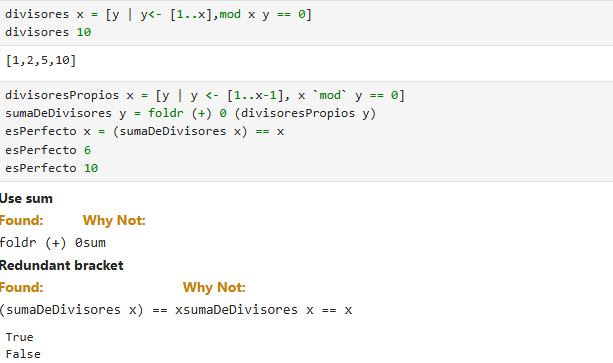 divisores x = [y | y<- [1..x],mod x y == 0]
divisores 10
[1,2,5,10]
divisoresPropios x = [y | y <- [1..x-1], x `mod` y == 0]
sumaDeDivisores y = foldr (+) 0 (divisoresPropios y)
esPerfecto x = (sumaDeDivisores x) == x
esPerfecto 6
esPerfecto 10
Use sum
Found: Why Not:
foldr (+) 0sum
Redundant bracket
Found: Why Not:
(sumaDeDivisores x) == xsumaDeDivisores x == x
True
False